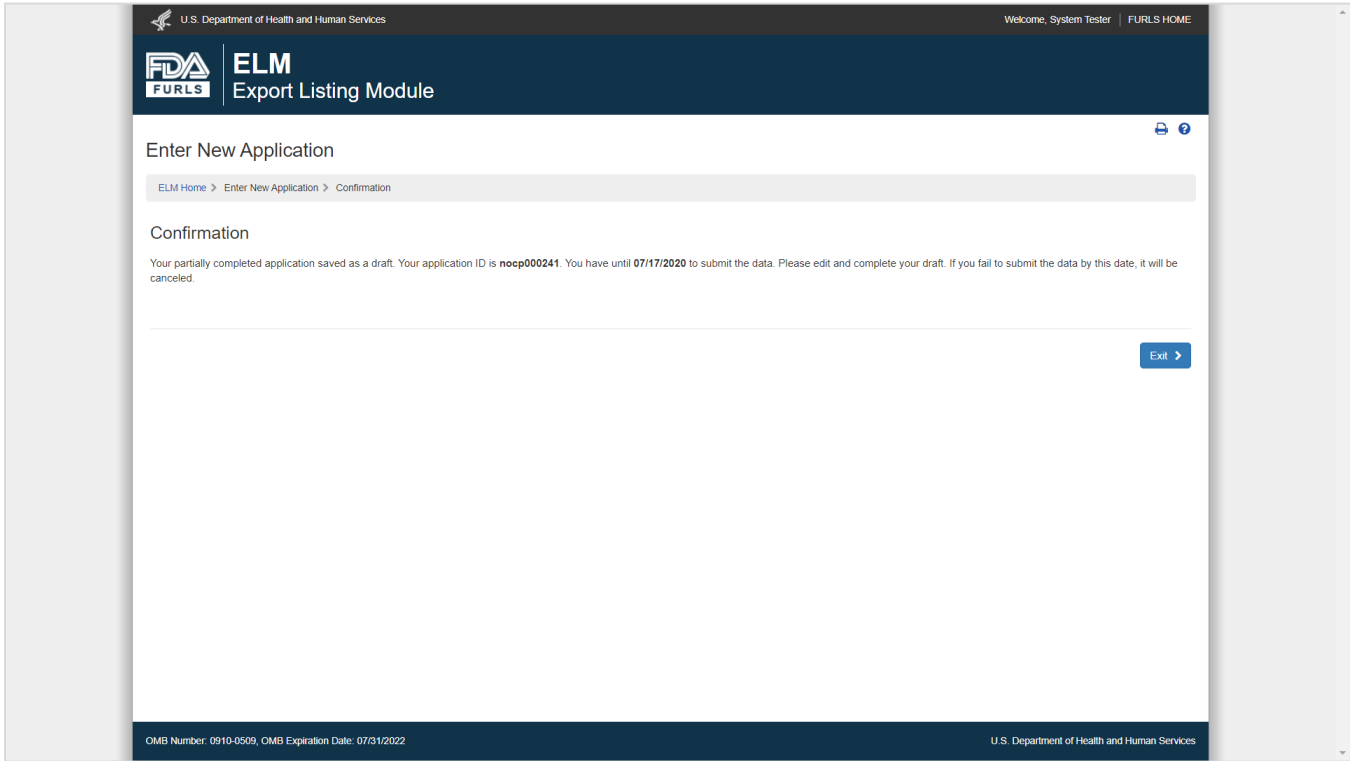 U.S. Department of Health and Human Services
Welcome, System Tester | FURLS HOME
FDA
FURLS
ELM
Export Listing Module
Enter New Application
ELM Home > Enter New Application > Confirmation
Confirmation
Your partially completed application saved as a draft. Your application ID is nocp000241. You have until 07/17/2020 to submit the data. Please edit and complete your draft. If you fail to submit the data by this date, it will be
canceled.
Exit >
OMB Number: 0910-0509, OMB Expiration Date: 07/31/2022
U.S. Department of Health and Human Services